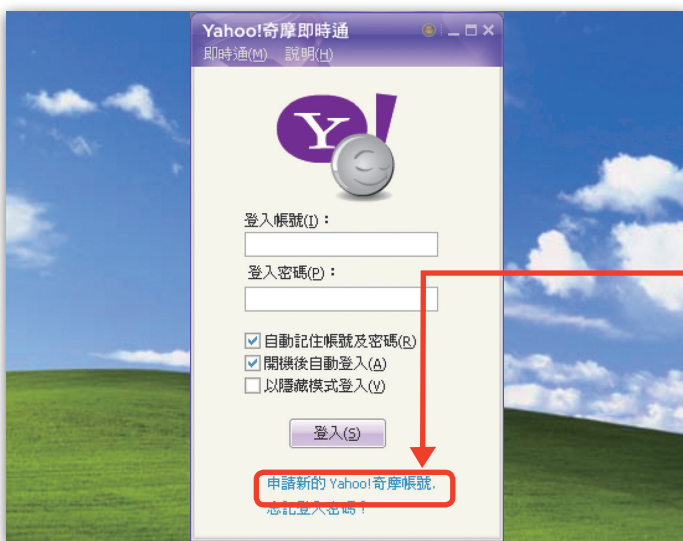 Yahoo!奇摩即時通
即時通(M) 說明(H)
Y!
登入帳號(I)：
登入密碼(P)：
自動記住帳號及密碼(R)
開機後自動登入(A)
以隱藏模式登入(V)
登入(S)
申請新的 Yahoo!奇摩帳號.
忘記登入密碼？